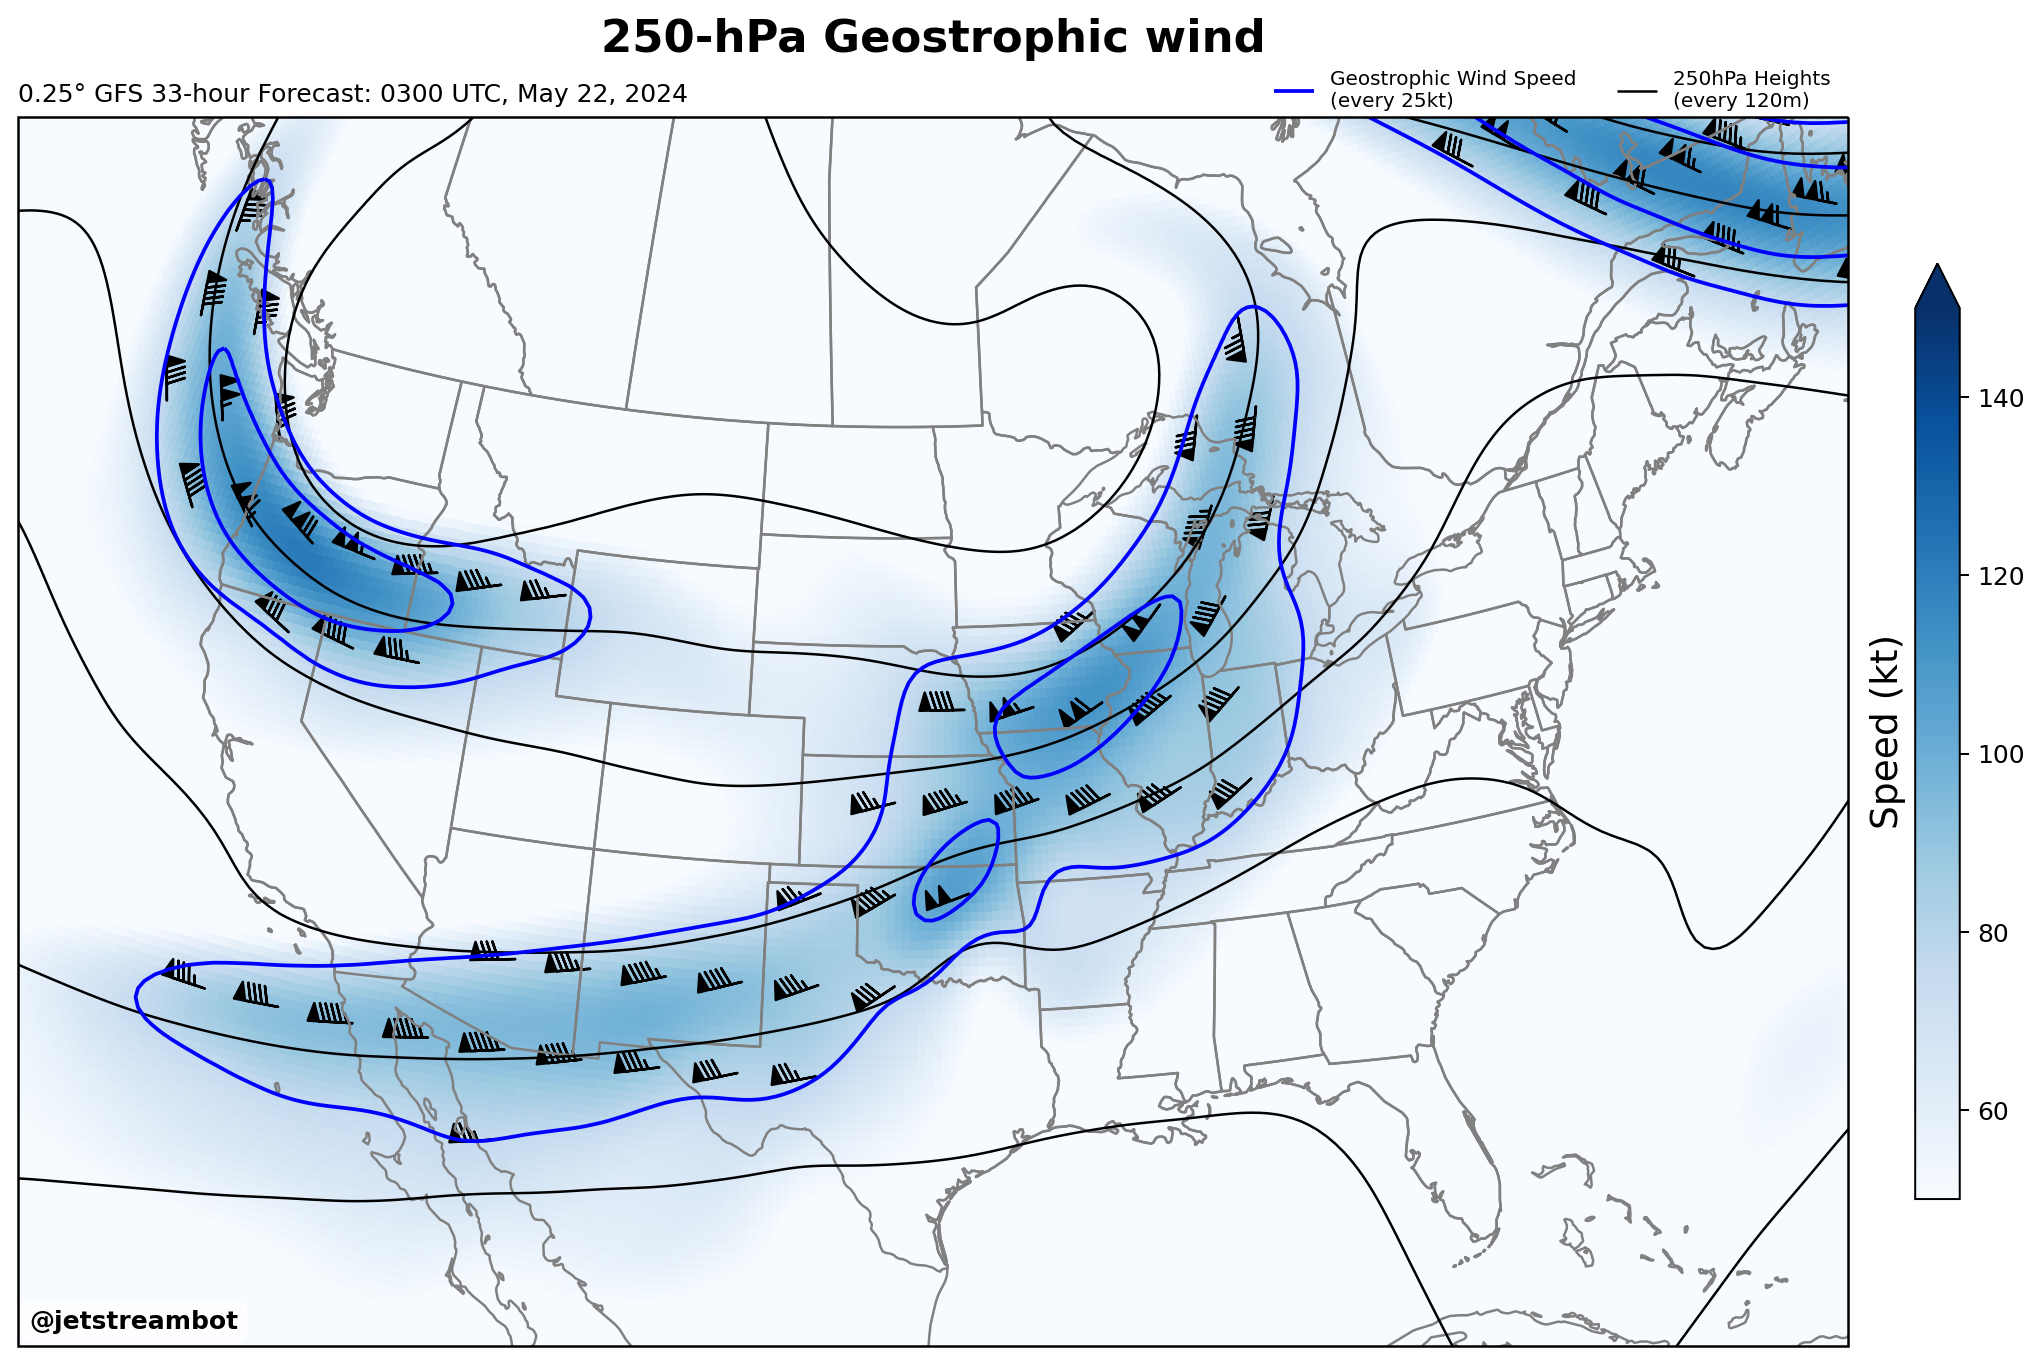 250-hPa Geostrophic wind
0.25° GFS 33-hour Forecast: 0300 UTC, May 22, 2024
Geostrophic Wind Speed
(every 25kt)
250hPa Heights
(every 120m)
140
120
100
80
60
Speed (kt)
@jetstreambot